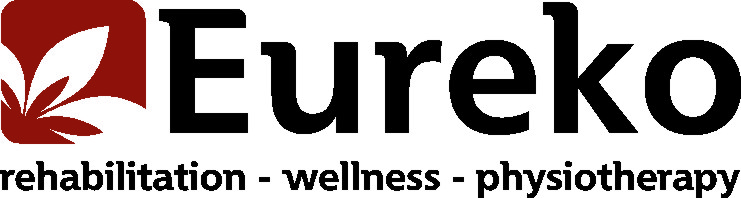 Eureko
rehabilitation - wellness - physiotherapy